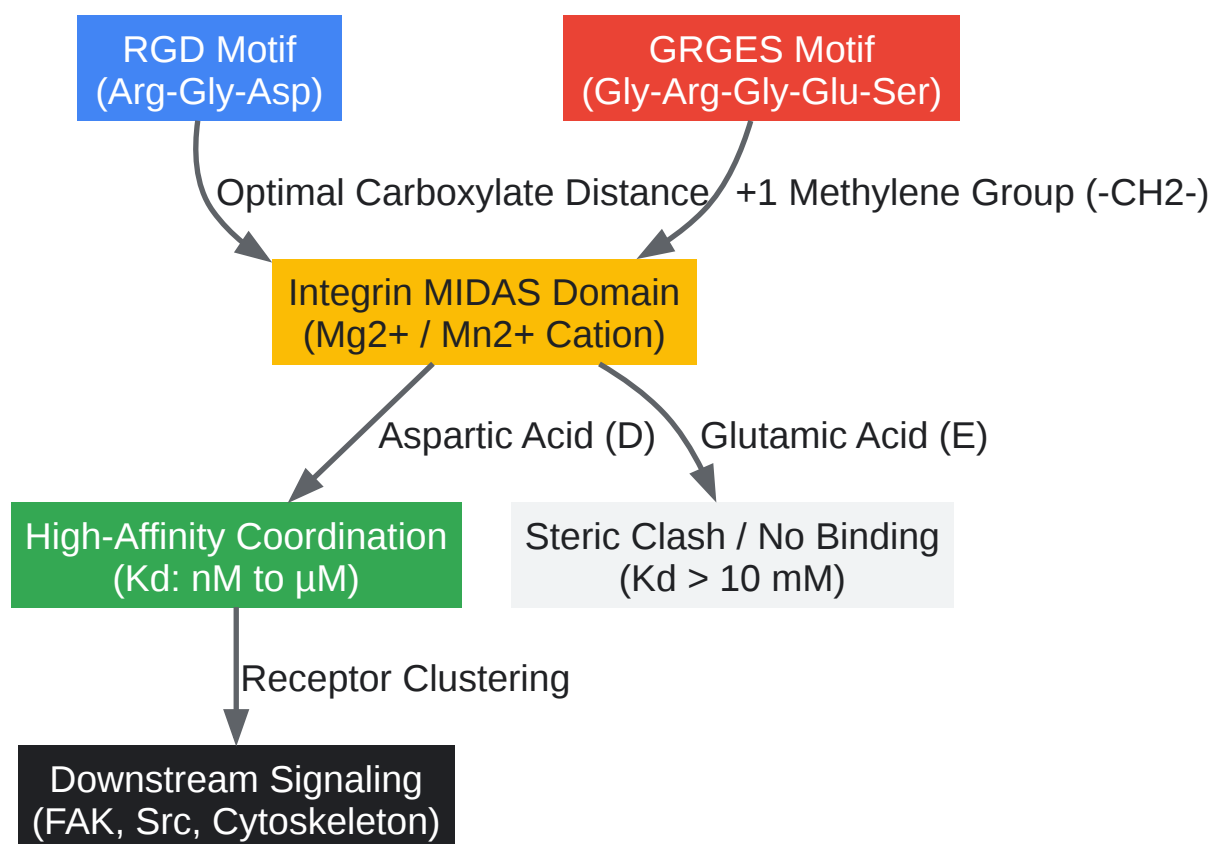 RGD Motif
(Arg-Gly-Asp)
GRGES Motif
(Gly-Arg-Gly-Glu-Ser)
Optimal Carboxylate Distance
+1 Methylene Group (-CH2-)
Integrin MIDAS Domain
(Mg2+ / Mn2+ Cation)
Aspartic Acid (D)
Glutamic Acid (E)
High-Affinity Coordination
(Kd: nM to µM)
Steric Clash / No Binding
(Kd > 10 mM)
Receptor Clustering
Downstream Signaling
(FAK, Src, Cytoskeleton)